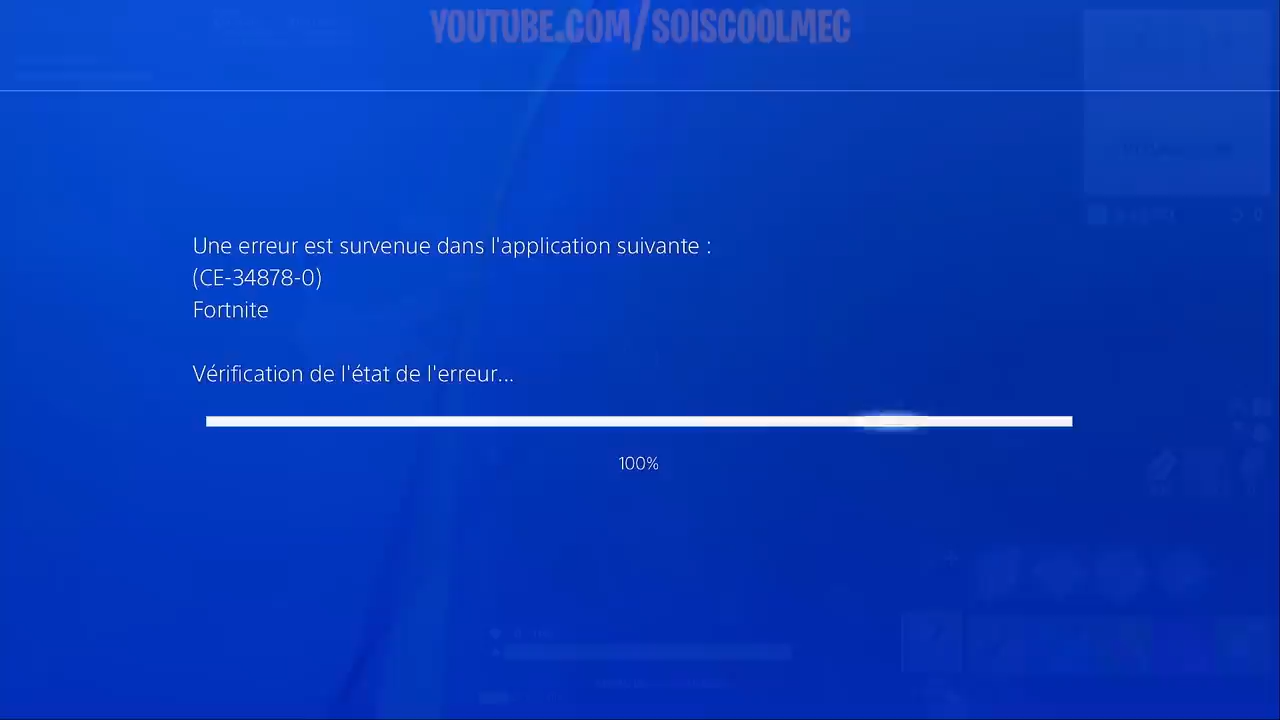 YOUTUBE.COM/SOISCOOLMEC
Une erreur est survenue dans l'application suivante :
(CE-34878-0)
Fortnite
Vérification de l'état de l'erreur...
100%